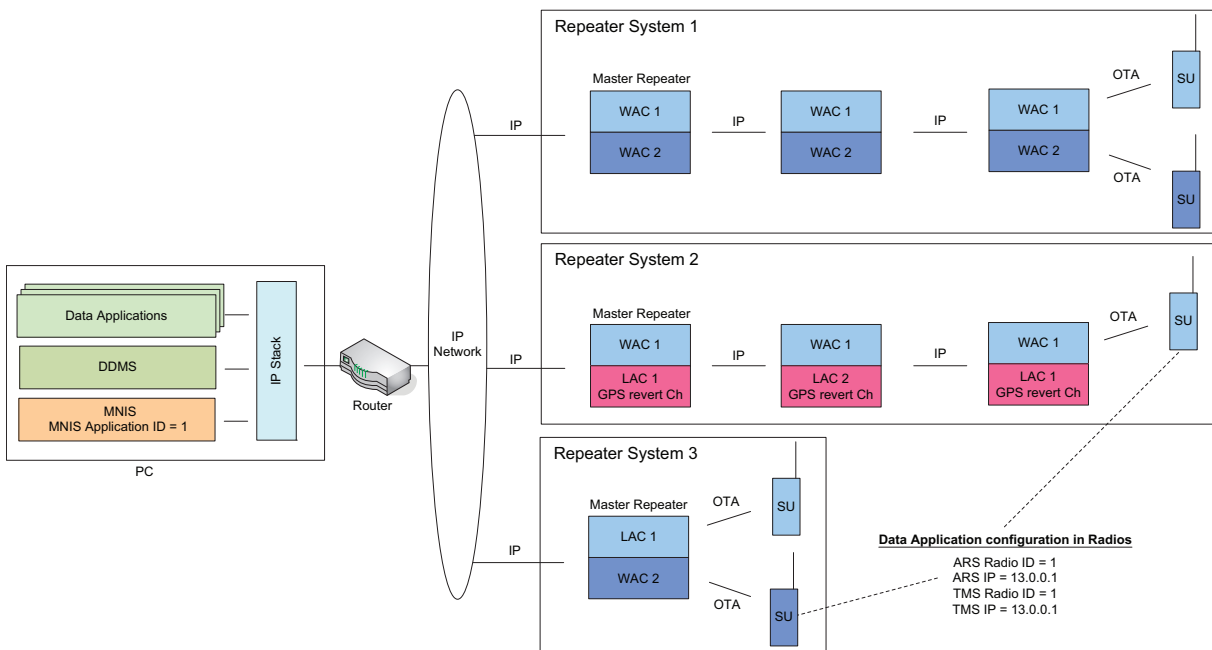 Repeater System 1
Master Repeater
WAC 1
WAC 2
IP
WAC 1
WAC 2
IP
WAC 1
WAC 2
OTA
OTA
SU
SU
IP
Repeater System 2
Master Repeater
WAC 1
LAC 1
GPS revert Ch
IP
WAC 1
LAC 2
GPS revert Ch
IP
WAC 1
LAC 1
GPS revert Ch
OTA
SU
IP
Data Applications
DDMS
MNIS
MNIS Application ID = 1
IP Stack
PC
Router
IP
Network
Repeater System 3
Master Repeater
LAC 1
WAC 2
OTA
OTA
SU
SU
IP
Data Application configuration in Radios
ARS Radio ID = 1
ARS IP = 13.0.0.1
TMS Radio ID = 1
TMS IP = 13.0.0.1